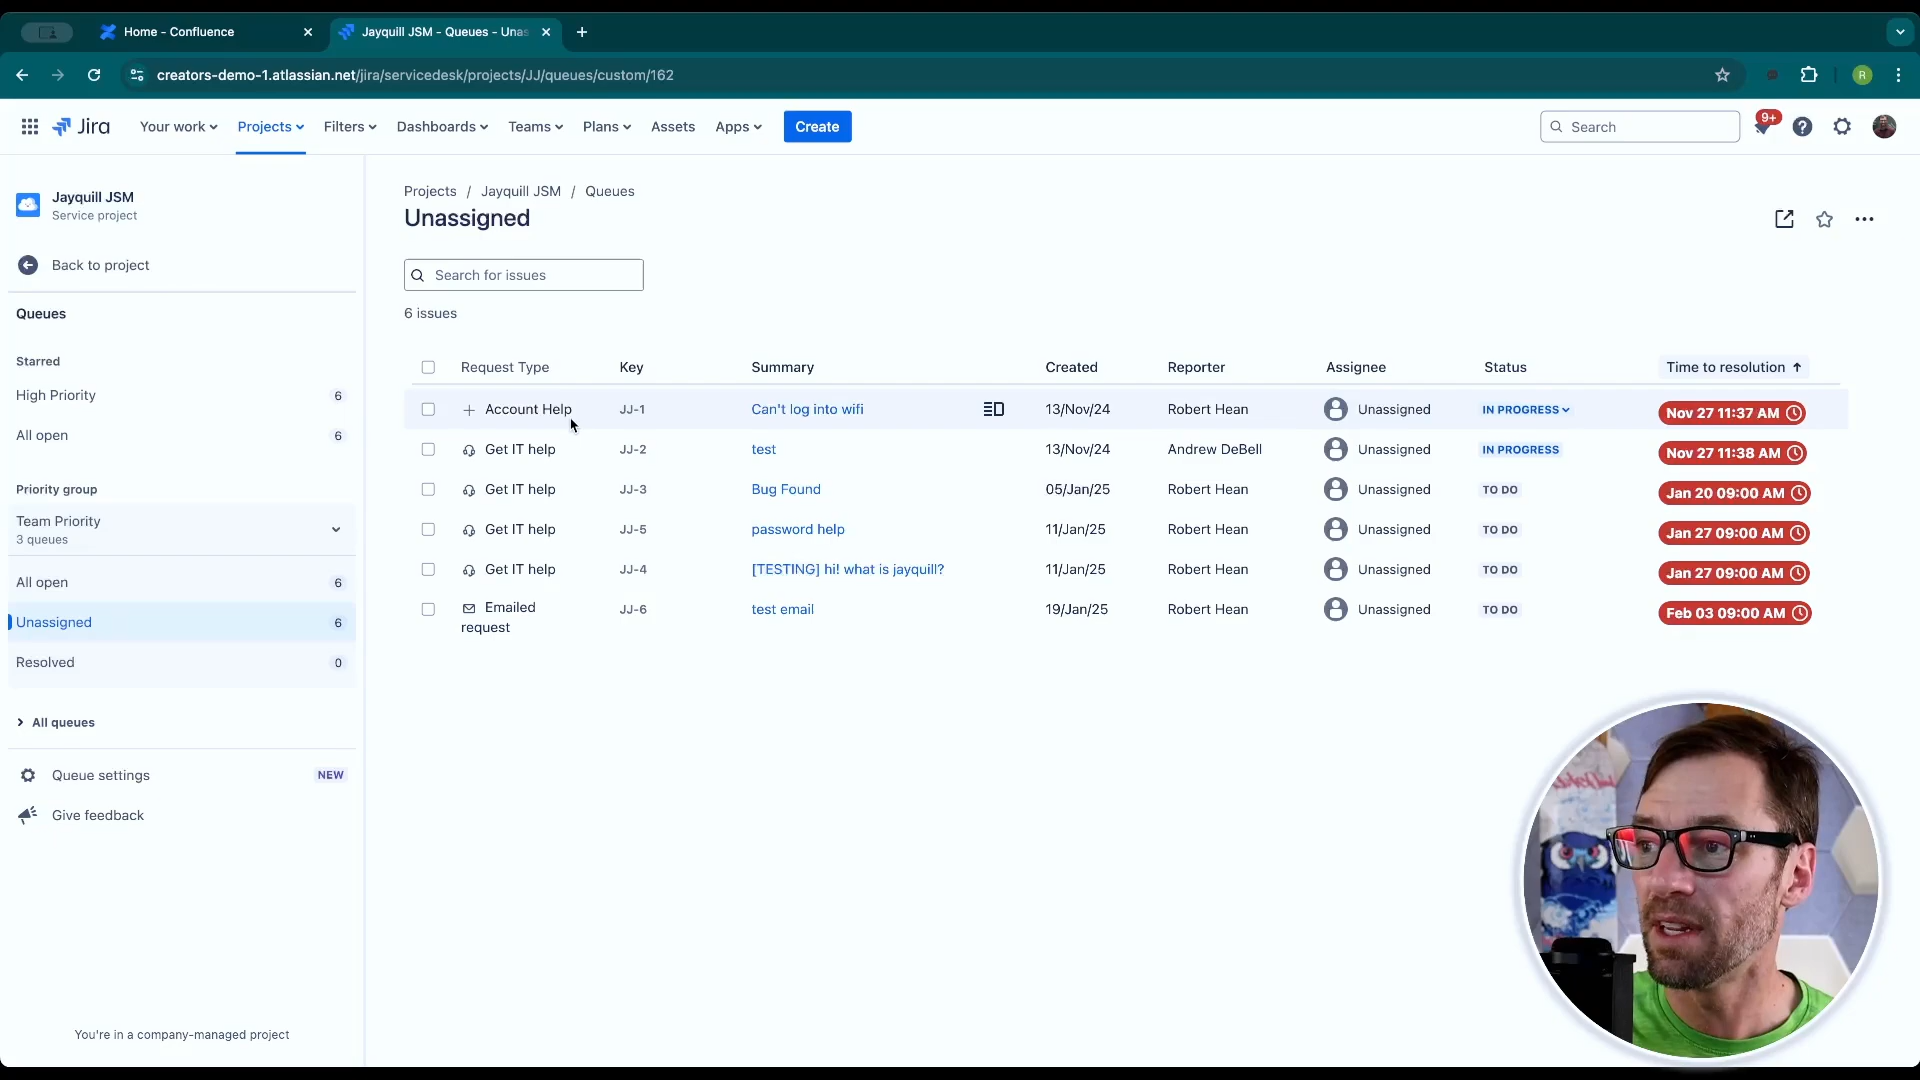 Home - Confluence
Jayquill JSM - Queues - Unas
creators-demo-1.atlassian.net/jira/servicedesk/projects/JJ/queues/custom/162
R
Jira
Your work
Projects
Filters
Dashboards
Teams
Plans
Assets
Apps
Create
Search
9+
Jayquill JSM
Service project
Back to project
Queues
Starred
High Priority 6
All open 6
Priority group
Team Priority
3 queues
All open 6
Unassigned 6
Resolved 0
All queues
Queue settings NEW
Give feedback
You're in a company-managed project
Projects / Jayquill JSM / Queues
Unassigned
Search for issues
6 issues
Request Type Key Summary Created Reporter Assignee Status Time to resolution
Account Help JJ-1 Can't log into wifi 13/Nov/24 Robert Hean Unassigned IN PROGRESS Nov 27 11:37 AM
Get IT help JJ-2 test 13/Nov/24 Andrew DeBell Unassigned IN PROGRESS Nov 27 11:38 AM
Get IT help JJ-3 Bug Found 05/Jan/25 Robert Hean Unassigned TO DO Jan 20 09:00 AM
Get IT help JJ-5 password help 11/Jan/25 Robert Hean Unassigned TO DO Jan 27 09:00 AM
Get IT help JJ-4 [TESTING] hi! what is jayquill? 11/Jan/25 Robert Hean Unassigned TO DO Jan 27 09:00 AM
Emailed request JJ-6 test email 19/Jan/25 Robert Hean Unassigned TO DO Feb 03 09:00 AM